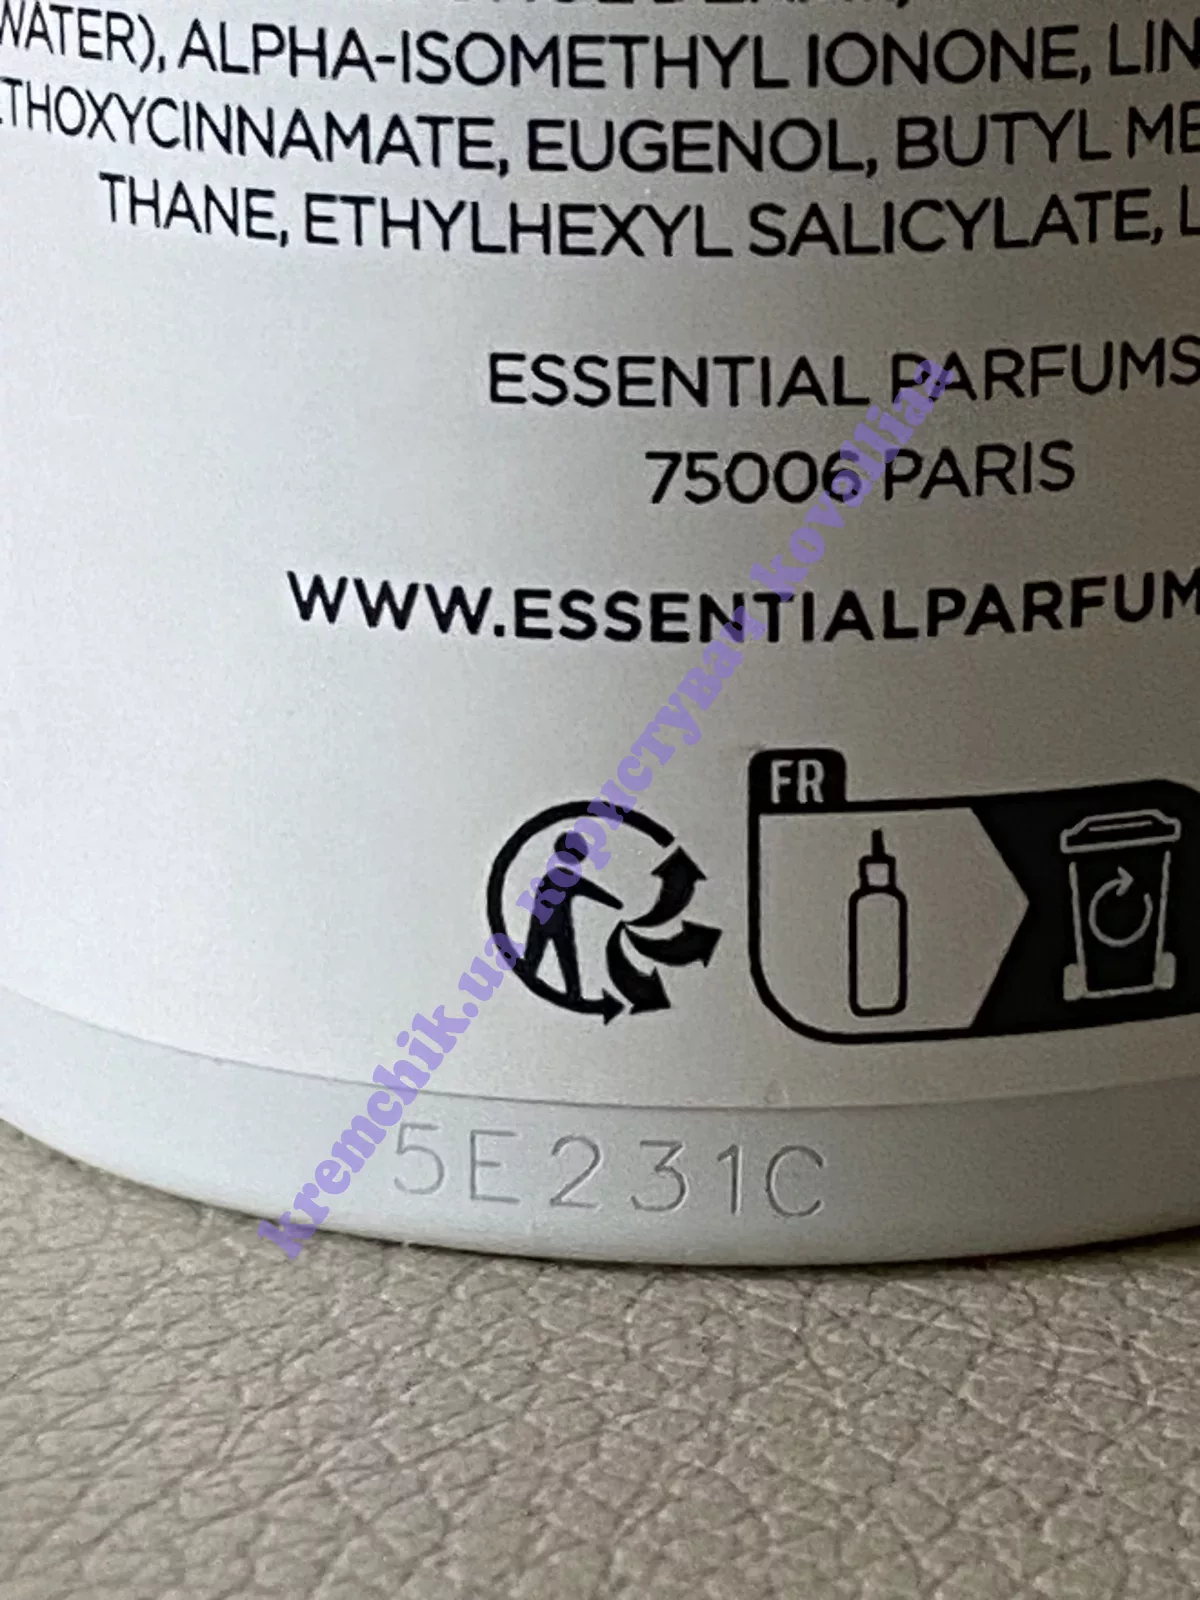 WATER), ALPHA-ISOMETHYL IONONE, LIN
THOXYCINNAMATE, EUGENOL, BUTYL ME
THANE, ETHYLHEXYL SALICYLATE, L
ESSENTIAL PARFUMS
75006 PARIS
WWW.ESSENTIALPARFUM
FR
5E231C
kremchik.ua користувач kovalliaa